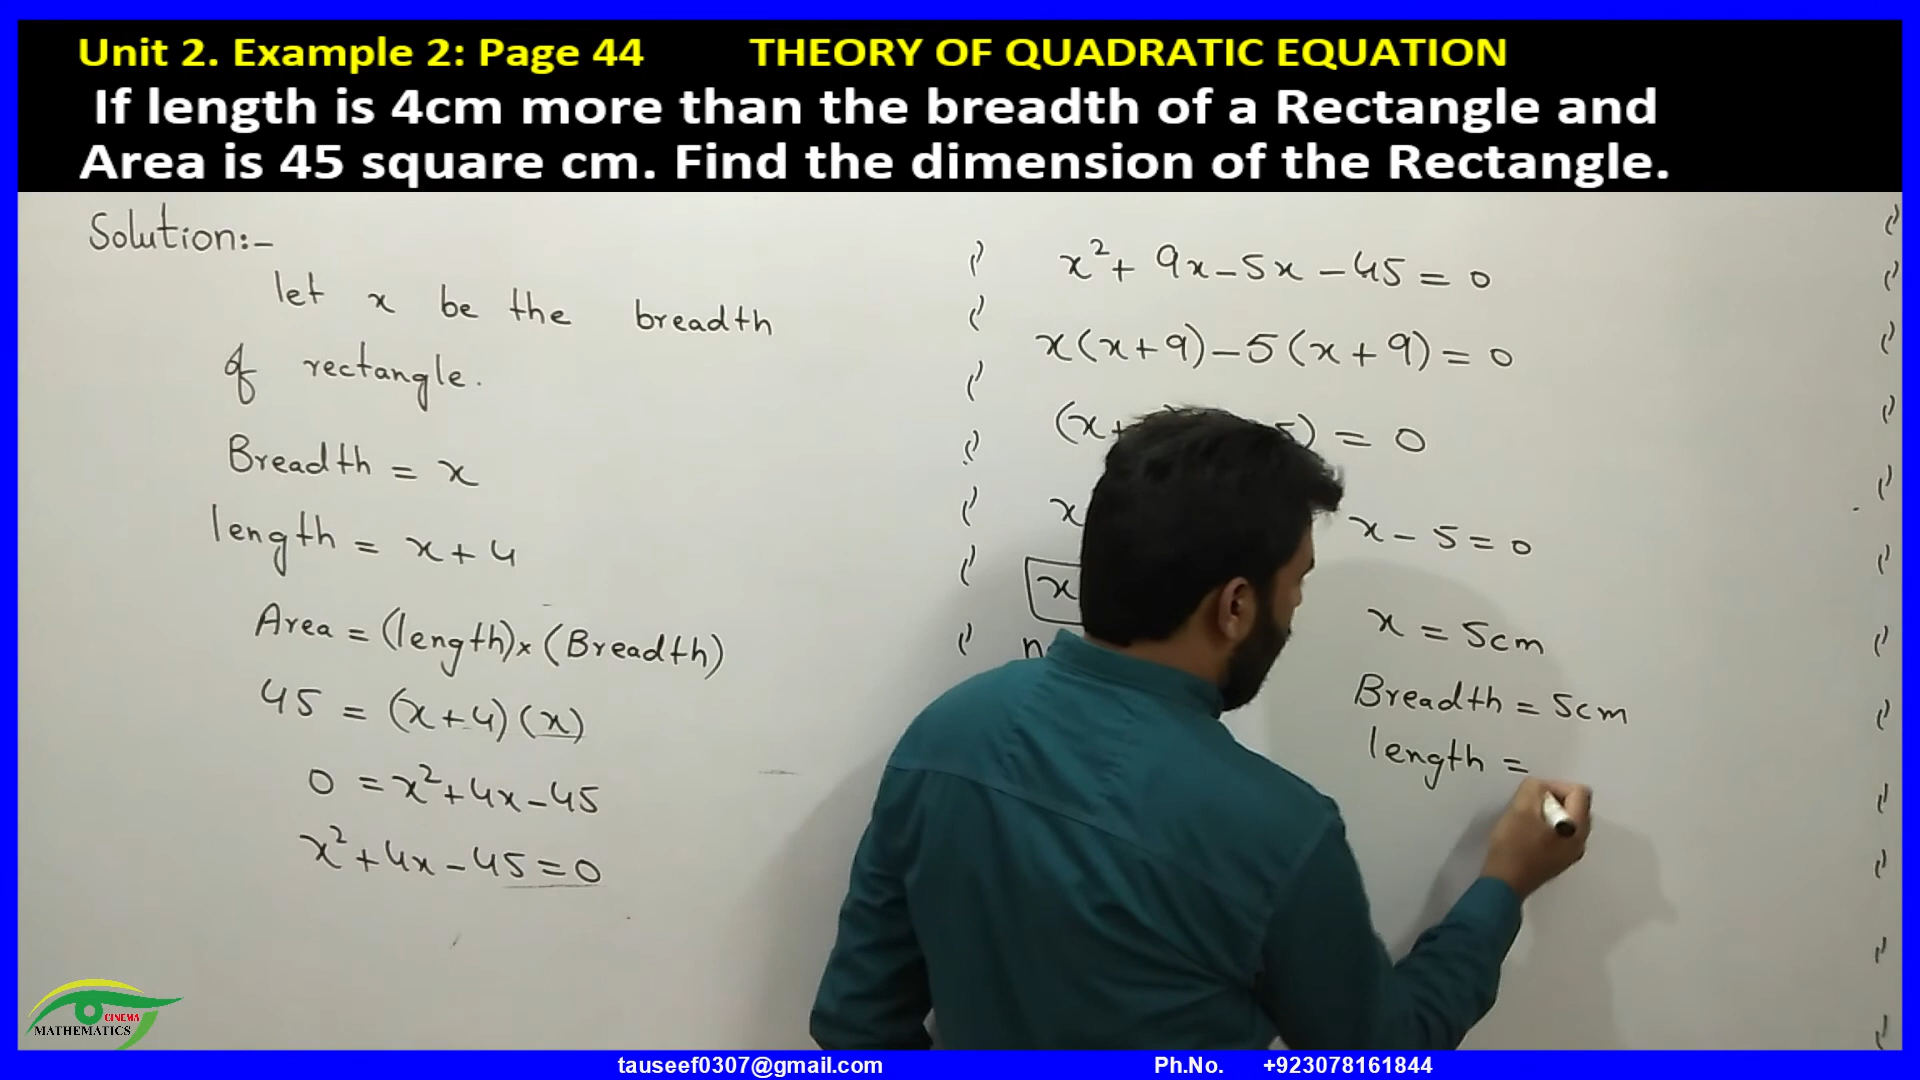 Unit 2. Example 2: Page 44 THEORY OF QUADRATIC EQUATION
If length is 4cm more than the breadth of a Rectangle and
Area is 45 square cm. Find the dimension of the Rectangle.
Solution:-
let x be the breadth
of rectangle.
Breadth = x
length = x + 4
Area = (length) × (Breadth)
45 = (x+4)(x)
0 = x²+4x-45
x²+4x-45=0
x² + 9x - 5x - 45 = 0
x(x+9) - 5(x+9) = 0
(x+ 5) = 0
x
x - 5 = 0
x
x = 5cm
Breadth = 5cm
length =
CINEMA
MATHEMATICS
tauseef0307@gmail.com Ph.No. +923078161844